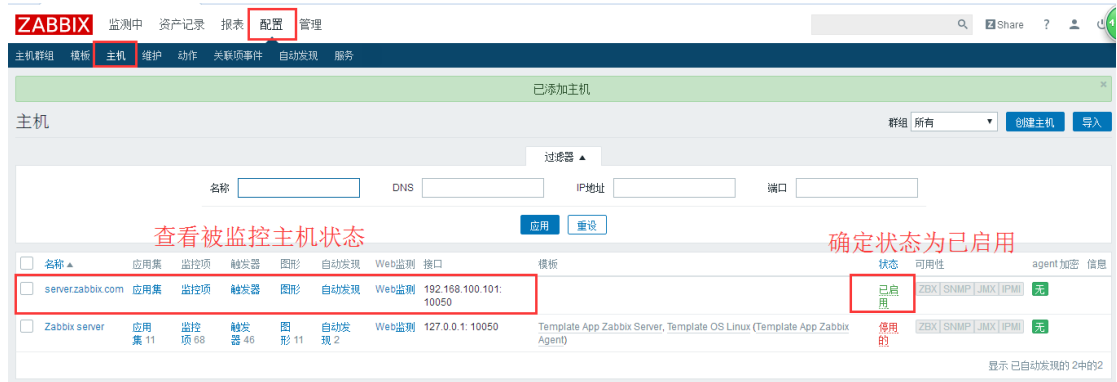 ZABBIX 监测中 资产记录 报表 配置 管理 Z Share ?
主机群组 模板 主机 维护 动作 关联项事件 自动发现 服务
已添加主机
主机 群组 所有 创建主机 导入
过滤器 ▲
名称 DNS IP地址 端口
应用 重设
查看被监控主机状态 确定状态为已启用
名称 ▲ 应用集 监控项 触发器 图形 自动发现 Web监测 接口 模板 状态 可用性 agent 加密 信息
server.zabbix.com 应用集 监控项 触发器 图形 自动发现 Web监测 192.168.100.101: 已启 ZBX SNMP JMX IPMI 无
10050 用
Zabbix server 应用 监控 触发 图 自动发 Web监测 127.0.0.1: 10050 Template App Zabbix Server, Template OS Linux (Template App Zabbix 停用 ZBX SNMP JMX IPMI 无
集 11 项 68 器 46 形 11 现 2 Agent) 的
显示 已自动发现的 2中的2